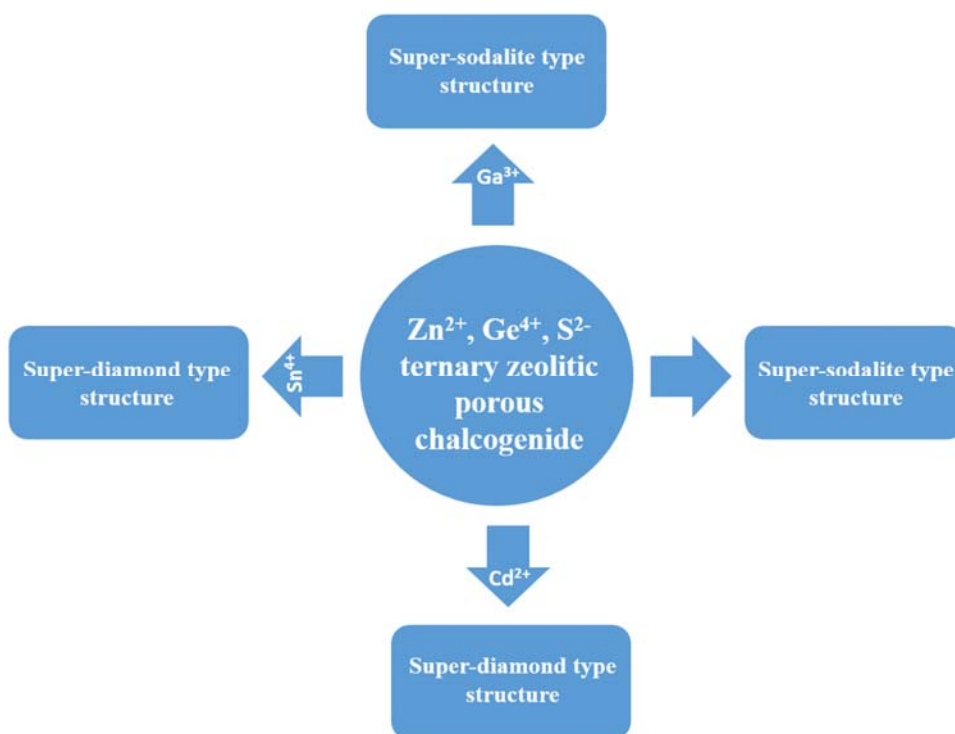 Super-sodalite type
structure
Ga³⁺
Zn²⁺, Ge⁴⁺, S²⁻
ternary zeolitic
porous
chalcogenide
Super-diamond type
structure
Sn⁴⁺
Super-sodalite type
structure
Cd²⁺
Super-diamond type
structure